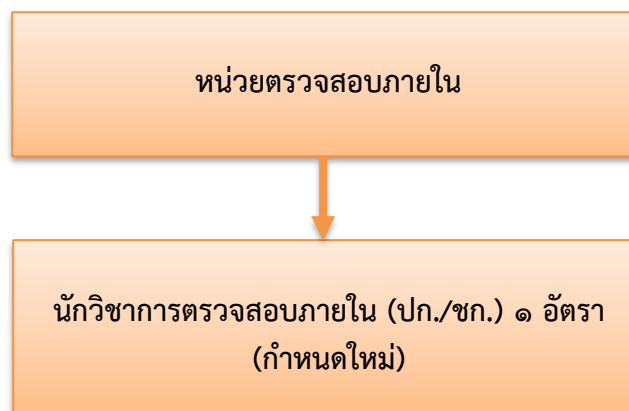 หน่วยตรวจสอบภายใน
นักวิชาการตรวจสอบภายใน (ปก./ชก.) ๑ อัตรา
(กำหนดใหม่)